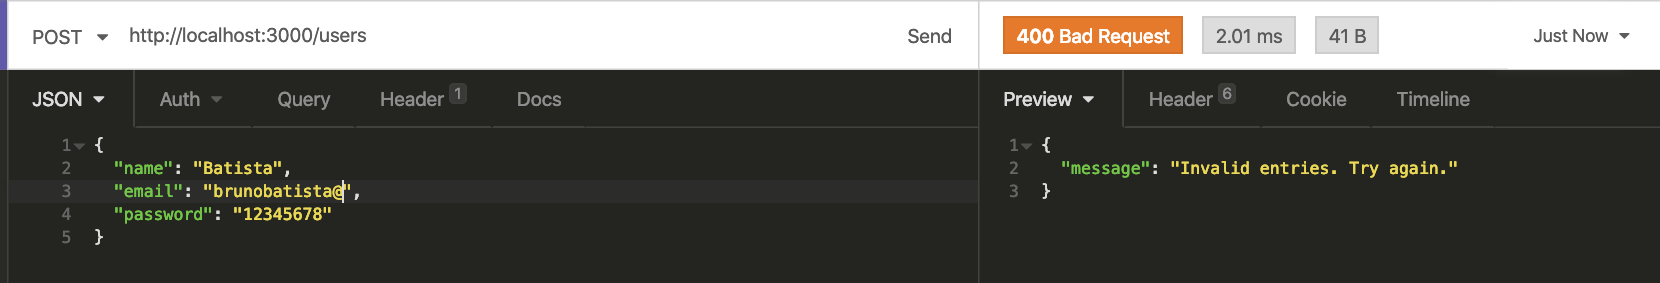 POST http://localhost:3000/users Send 400 Bad Request 2.01 ms 41 B Just Now
JSON Auth Query Header 1 Docs Preview Header 6 Cookie Timeline
1 {
2 "name": "Batista",
3 "email": "brunobatista@",
4 "password": "12345678"
5 }
1 {
2 "message": "Invalid entries. Try again."
3 }